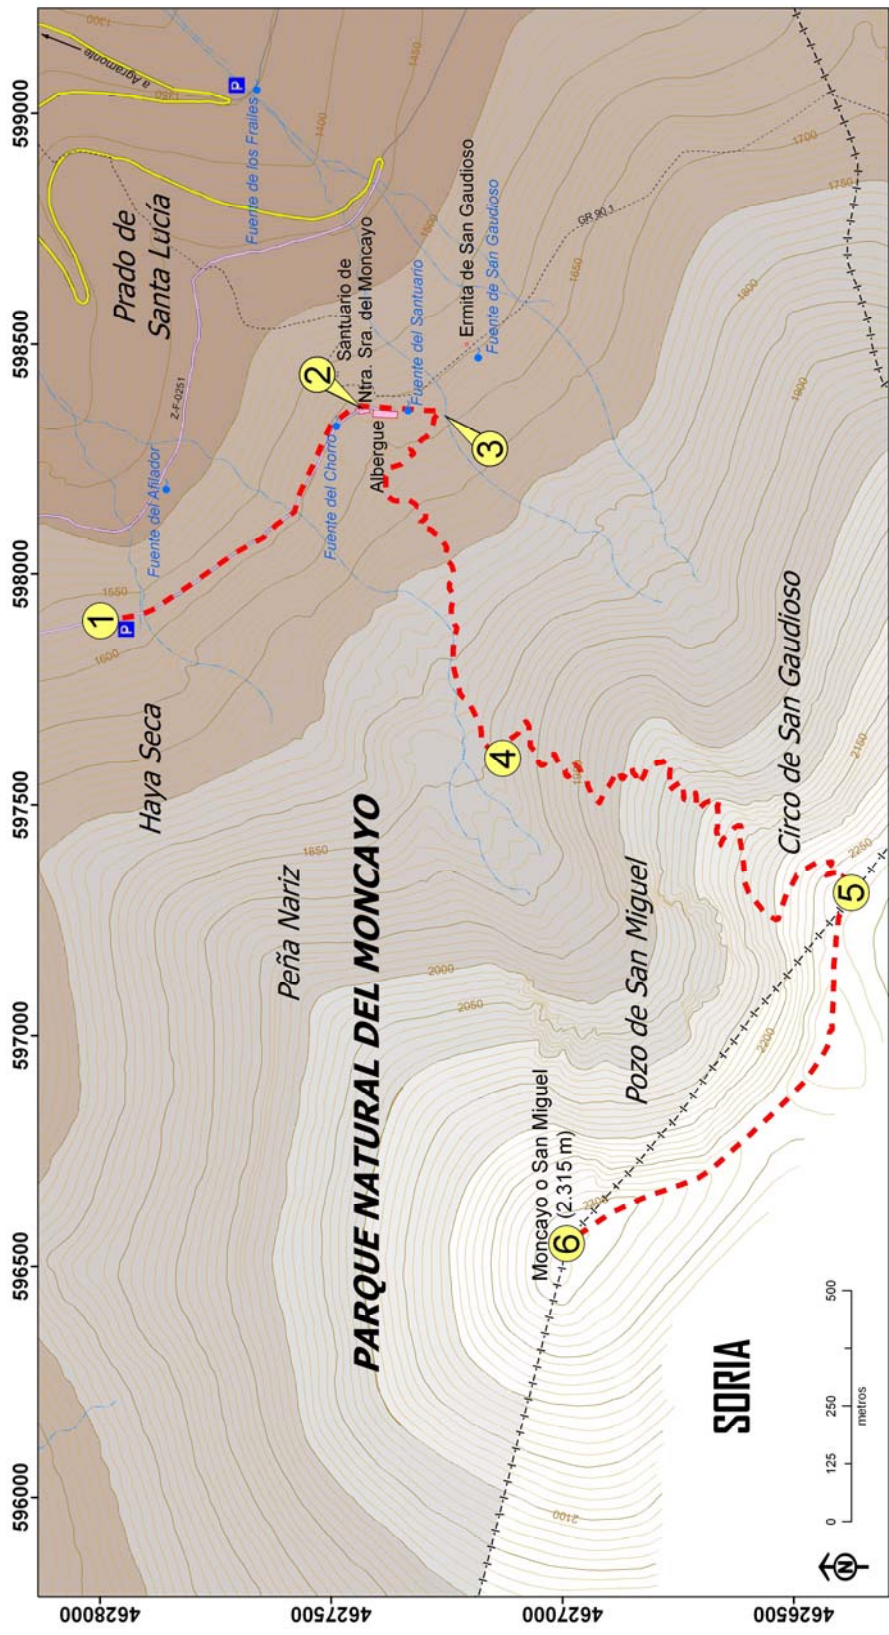 596000
596500
597000
597500
598000
598500
599000
4628000
4627500
4627000
4626500
1
P
1600
1550
Haya Seca
Fuente del Afilador
Z-F-0251
Prado de
Santa Lucía
a Agramonte
1300
1350
P
Fuente de los Frailes
1400
1450
Peña Nariz
1850
PARQUE NATURAL DEL MONCAYO
2
Santuario de
Ntra. Sra. del Moncayo
Fuente del Chorro
Albergue
Fuente del Santuario
1600
3
Ermita de San Gaudioso
Fuente de San Gaudioso
GR 90.1
1650
1700
1750
1800
1900
4
1950
2000
2050
Pozo de San Miguel
Moncayo o San Miguel
(2.315 m)
6
2300
2200
2100
Circo de San Gaudioso
2150
2250
5
SORIA
0
125
250
500
metros
N